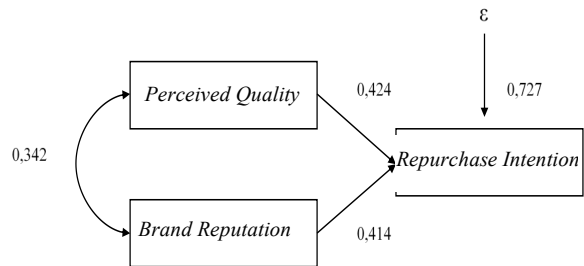 ε
0,727
Perceived Quality
0,424
0,342
Repurchase Intention
Brand Reputation
0,414